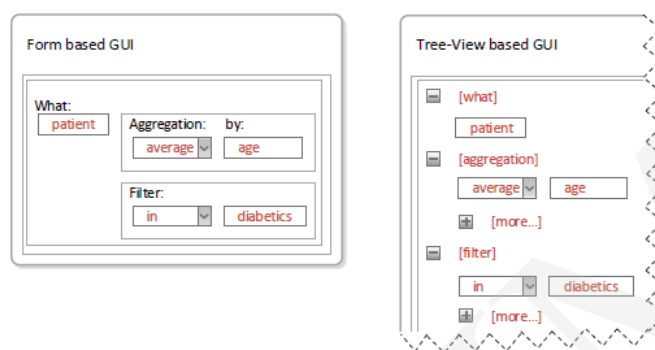 Form based GUI
What:
patient
Aggregation: by:
average age
Filter:
in diabetics
Tree-View based GUI
[what]
patient
[aggregation]
average age
[more...]
[filter]
in diabetics
[more...]